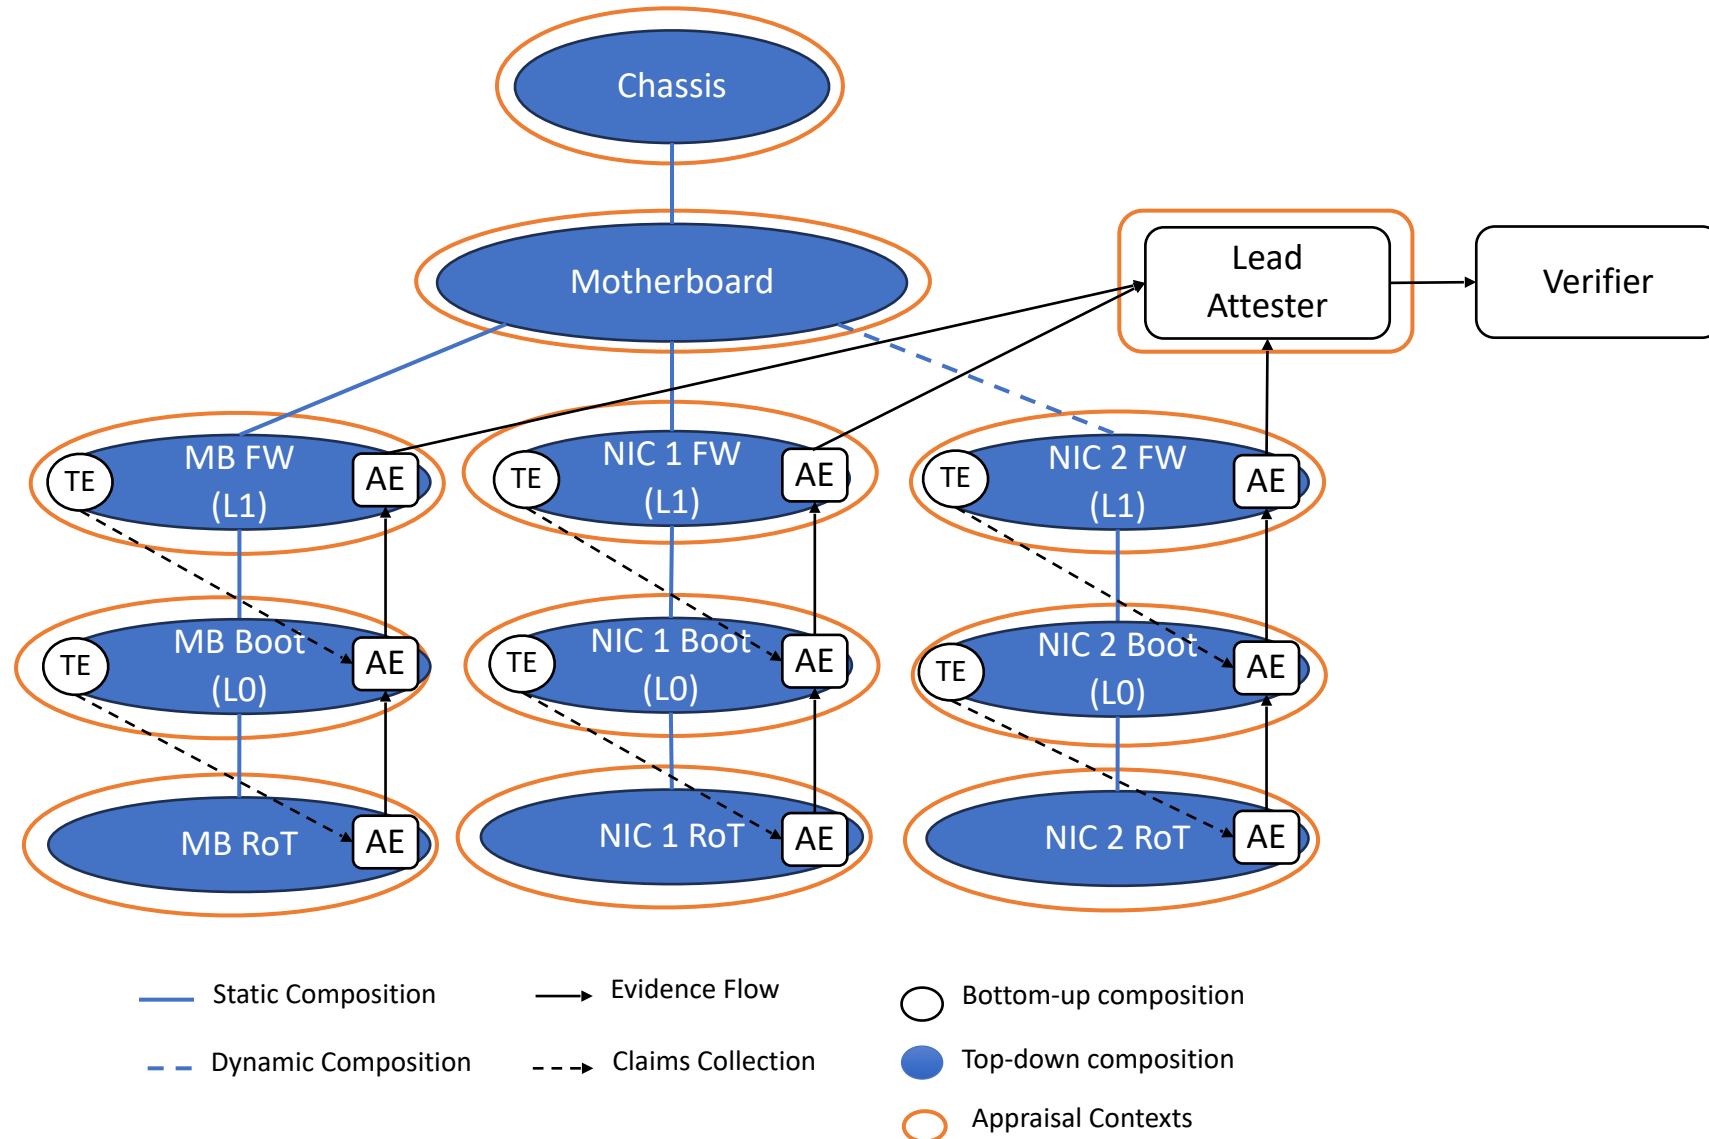 Chassis
Motherboard
Lead
Attester
Verifier
MB FW
(L1)
TE
AE
NIC 1 FW
(L1)
TE
AE
NIC 2 FW
(L1)
TE
AE
MB Boot
(L0)
TE
AE
NIC 1 Boot
(L0)
TE
AE
NIC 2 Boot
(L0)
TE
AE
MB RoT
AE
NIC 1 RoT
AE
NIC 2 RoT
AE
Static Composition
Evidence Flow
Bottom-up composition
Dynamic Composition
Claims Collection
Top-down composition
Appraisal Contexts